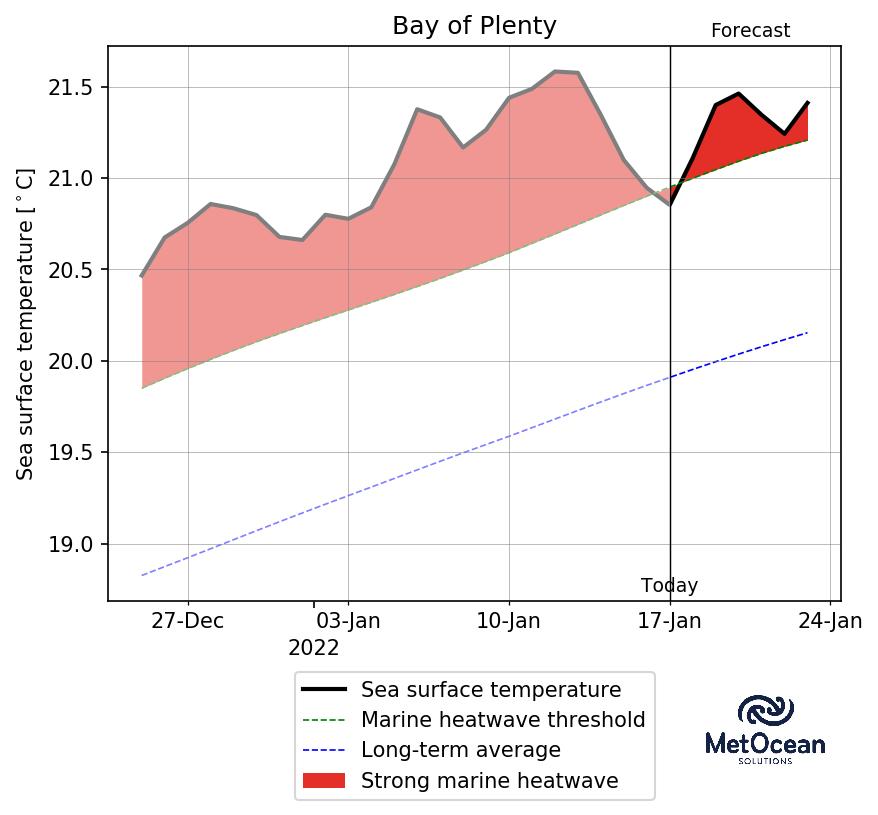 Bay of Plenty
Forecast
Sea surface temperature [°C]
21.5
21.0
20.5
20.0
19.5
19.0
Today
27-Dec 03-Jan 10-Jan 17-Jan 24-Jan
2022
Sea surface temperature
Marine heatwave threshold
Long-term average
Strong marine heatwave
MetOcean
SOLUTIONS